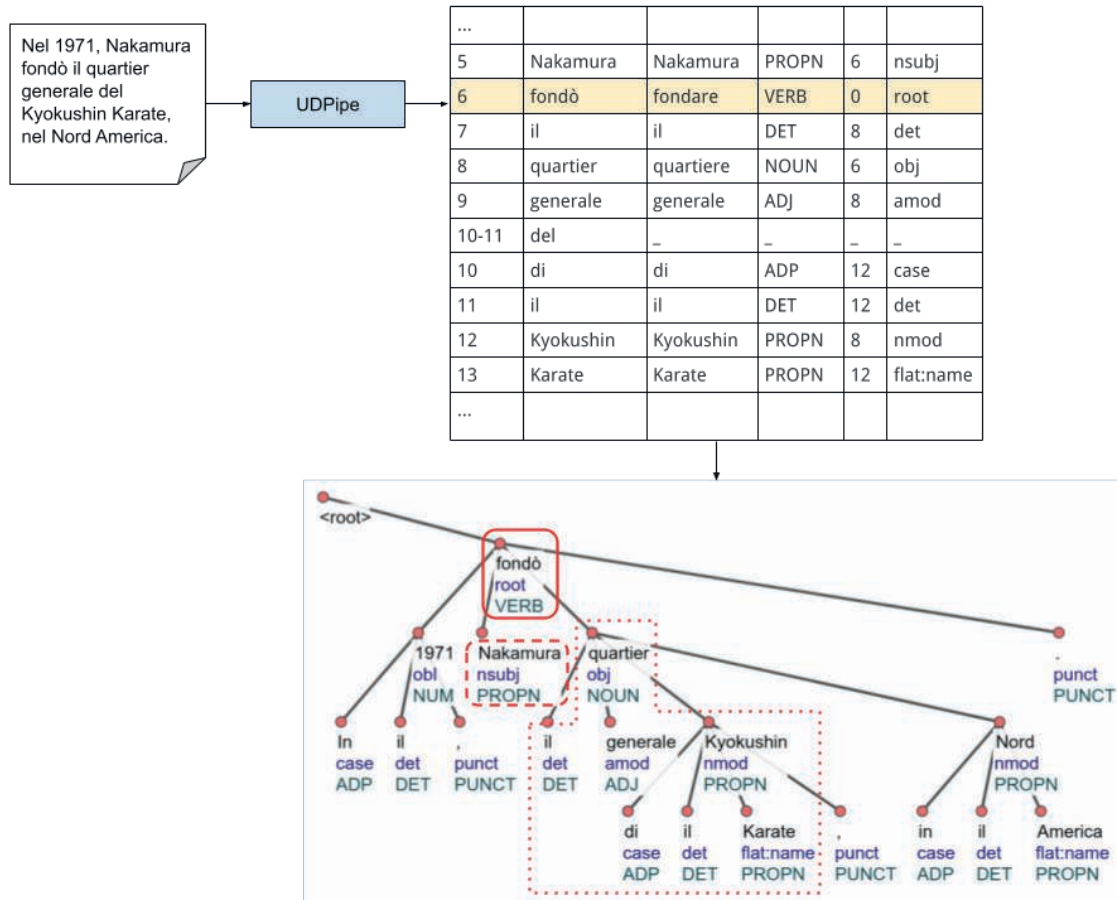 Nel 1971, Nakamura
fondò il quartier
generale del
Kyokushin Karate,
nel Nord America.
UDPipe
...
5 Nakamura Nakamura PROPN 6 nsubj
6 fondò fondare VERB 0 root
7 il il DET 8 det
8 quartier quartiere NOUN 6 obj
9 generale generale ADJ 8 amod
10-11 del _ _ _ _
10 di di ADP 12 case
11 il il DET 12 det
12 Kyokushin Kyokushin PROPN 8 nmod
13 Karate Karate PROPN 12 flat:name
...
<root>
fondò
root
VERB
1971 Nakamura quartier .
obl nsubj obj punct
NUM PROPN NOUN PUNCT
In il , il generale Kyokushin Nord
case det punct det amod nmod nmod
ADP DET PUNCT DET ADJ PROPN PROPN
di il Karate , in il America
case det flat:name punct case det flat:name
ADP DET PROPN PUNCT ADP DET PROPN